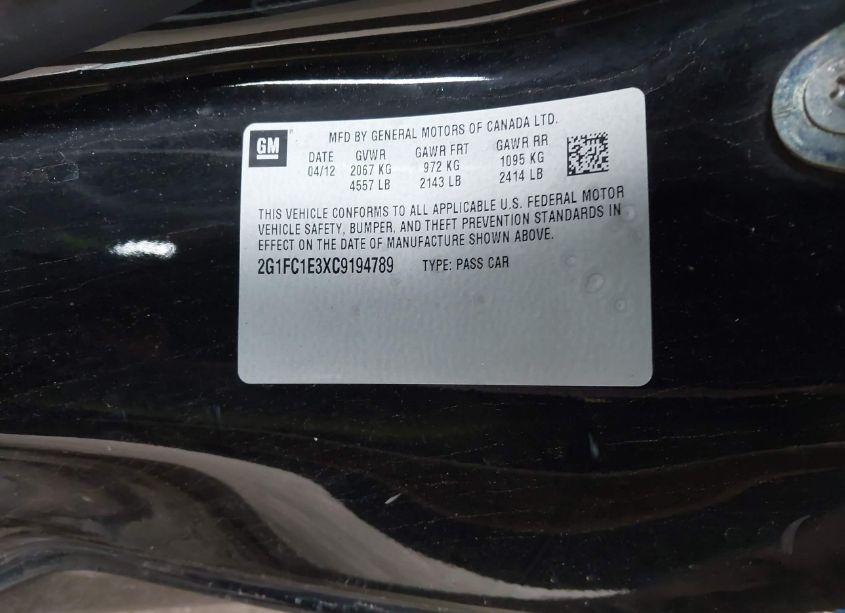 GM
MFD BY GENERAL MOTORS OF CANADA LTD.
DATE GVWR GAWR FRT GAWR RR
04/12 2067 KG 972 KG 1095 KG
4557 LB 2143 LB 2414 LB
THIS VEHICLE CONFORMS TO ALL APPLICABLE U.S. FEDERAL MOTOR
VEHICLE SAFETY, BUMPER, AND THEFT PREVENTION STANDARDS IN
EFFECT ON THE DATE OF MANUFACTURE SHOWN ABOVE.
2G1FC1E3XC9194789 TYPE: PASS CAR